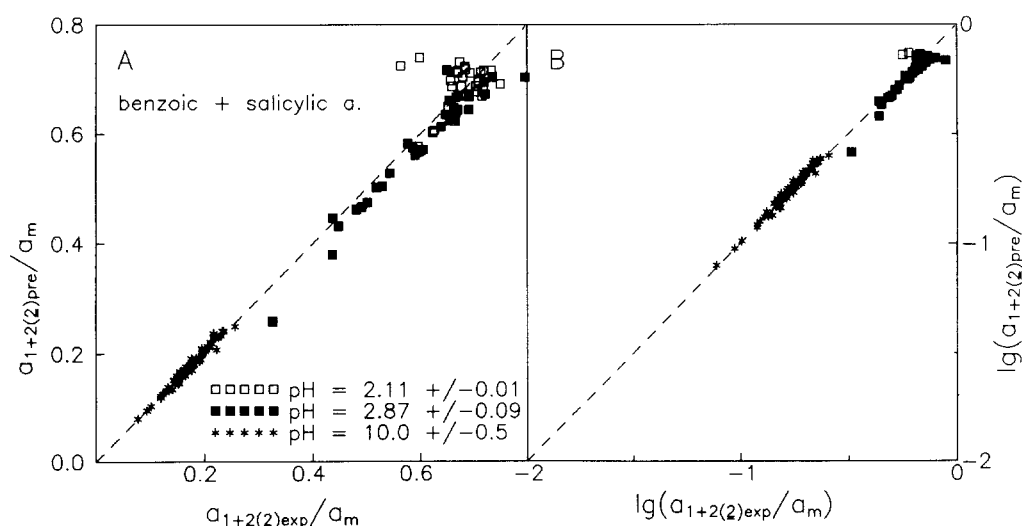 0.8
0.6
0.4
0.2
0.0
a1+2(2)pre/am
A
benzoic + salicylic a.
□□□□□ pH = 2.11 +/-0.01
■■■■■ pH = 2.87 +/-0.09
***** pH = 10.0 +/-0.5
0.2
0.4
0.6
a1+2(2)exp/am
B
0
-1
-2
lg(a1+2(2)pre/am)
-2
-1
0
lg(a1+2(2)exp/am)